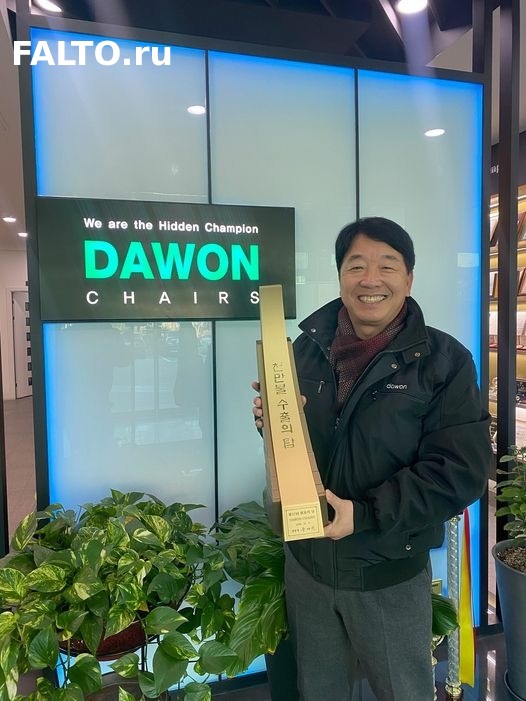 FALTO.ru
We are the Hidden Champion
DAWON
CHAIRS
dawon
천만불 수출의 탑